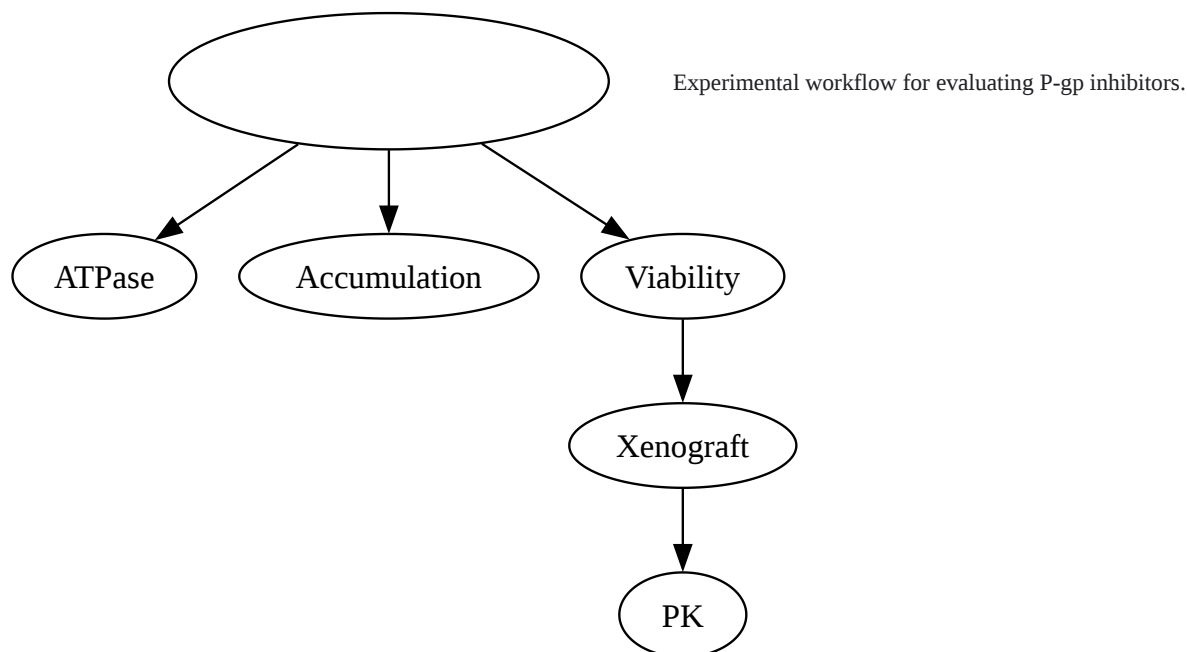 Experimental workflow for evaluating P-gp inhibitors.
ATPase
Accumulation
Viability
Xenograft
PK